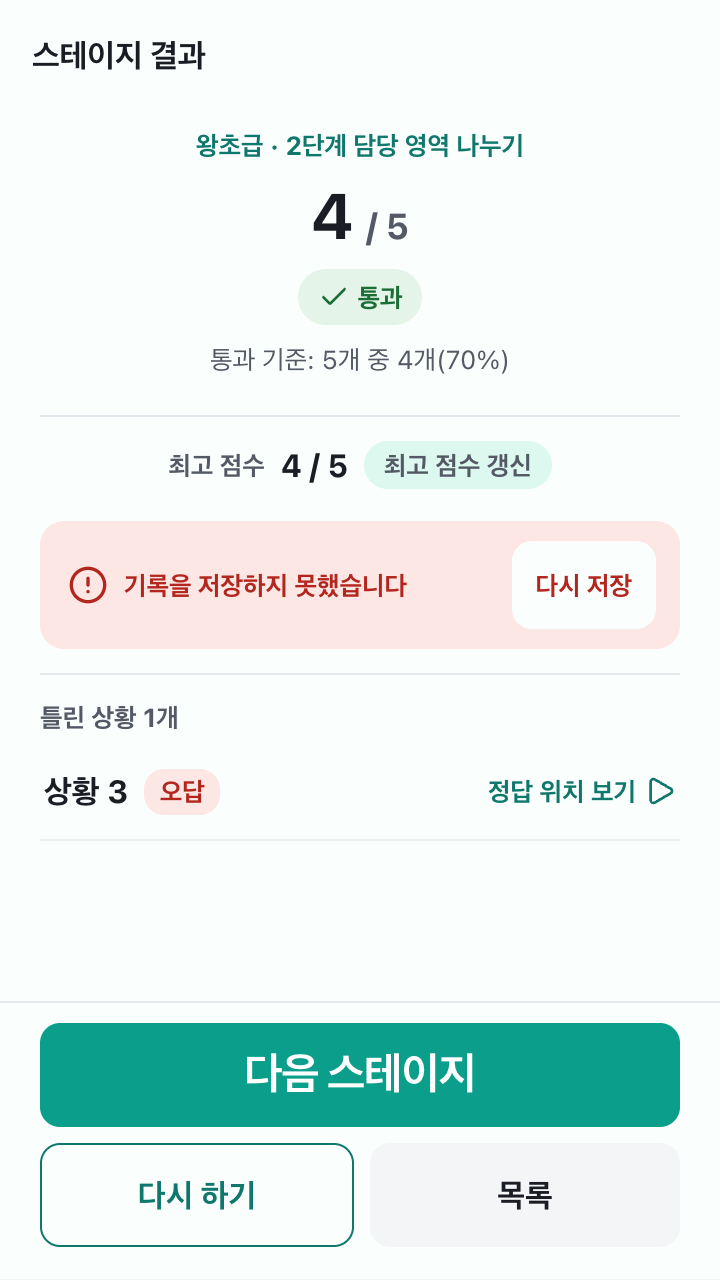 스테이지 결과
왕초급 · 2단계 담당 영역 나누기
4 / 5
통과
통과 기준: 5개 중 4개(70%)
최고 점수 4 / 5 최고 점수 갱신
기록을 저장하지 못했습니다 다시 저장
틀린 상황 1개
상황 3 오답 정답 위치 보기
다음 스테이지
다시 하기 목록